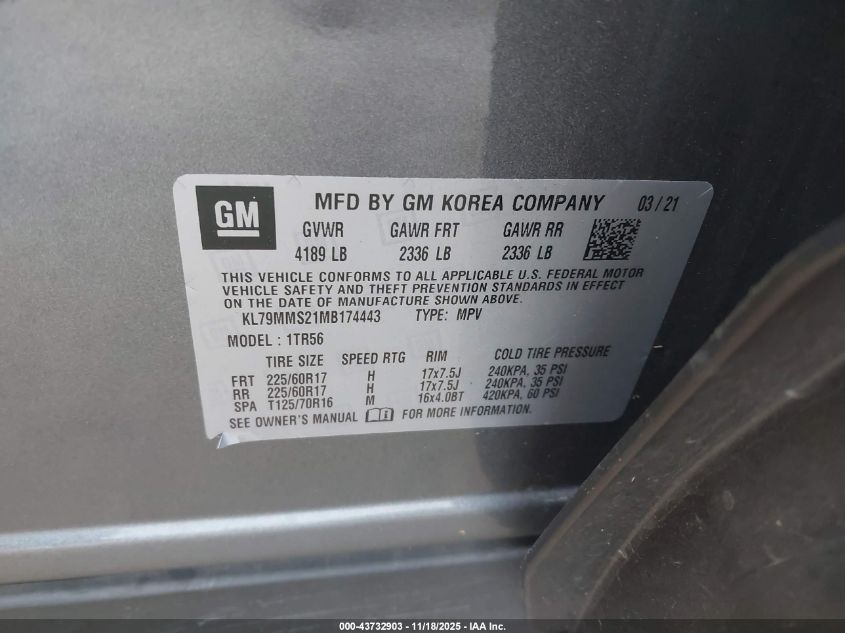 GM
MFD BY GM KOREA COMPANY 03/21
GVWR GAWR FRT GAWR RR
4189 LB 2336 LB 2336 LB
THIS VEHICLE CONFORMS TO ALL APPLICABLE U.S. FEDERAL MOTOR
VEHICLE SAFETY AND THEFT PREVENTION STANDARDS IN EFFECT
ON THE DATE OF MANUFACTURE SHOWN ABOVE.
KL79MMS21MB174443 TYPE: MPV
MODEL : 1TR56
TIRE SIZE SPEED RTG RIM COLD TIRE PRESSURE
FRT 225/60R17 H 17x7.5J 240KPA, 35 PSI
RR 225/60R17 H 17x7.5J 240KPA, 35 PSI
SPA T125/70R16 M 16x4.0BT 420KPA, 60 PSI
SEE OWNER'S MANUAL FOR MORE INFORMATION.
000-43732903 - 11/18/2025 - IAA Inc.